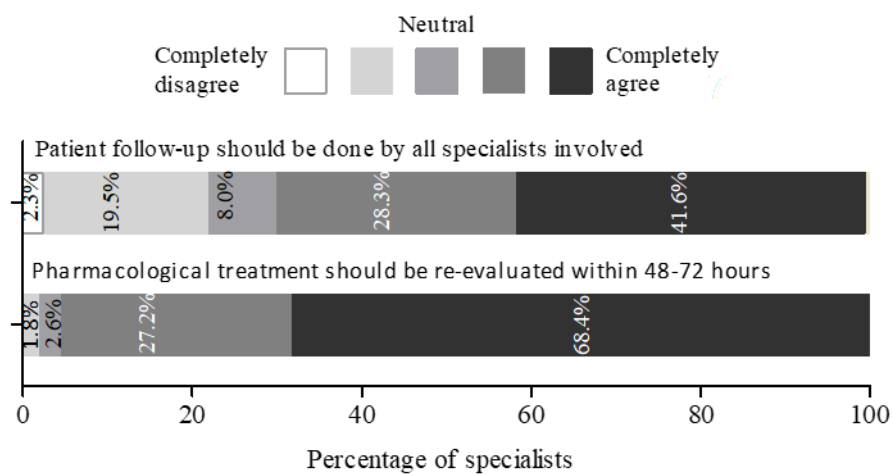 Neutral
Completely disagree
Completely agree
Patient follow-up should be done by all specialists involved
2.3% 19.5% 8.0% 28.3% 41.6%
Pharmacological treatment should be re-evaluated within 48-72 hours
1.8% 2.6% 27.2% 68.4%
0 20 40 60 80 100
Percentage of specialists